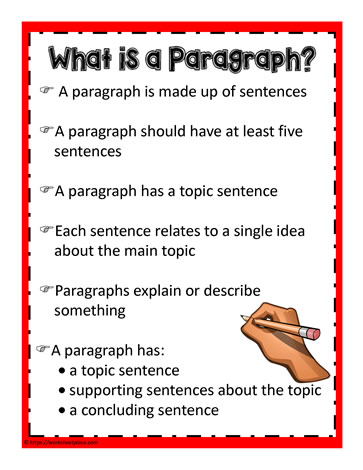 What is a Paragraph?
☞ A paragraph is made up of sentences
☞A paragraph should have at least five
sentences
☞A paragraph has a topic sentence
☞Each sentence relates to a single idea
about the main topic
☞Paragraphs explain or describe
something
☞A paragraph has:
• a topic sentence
• supporting sentences about the topic
• a concluding sentence